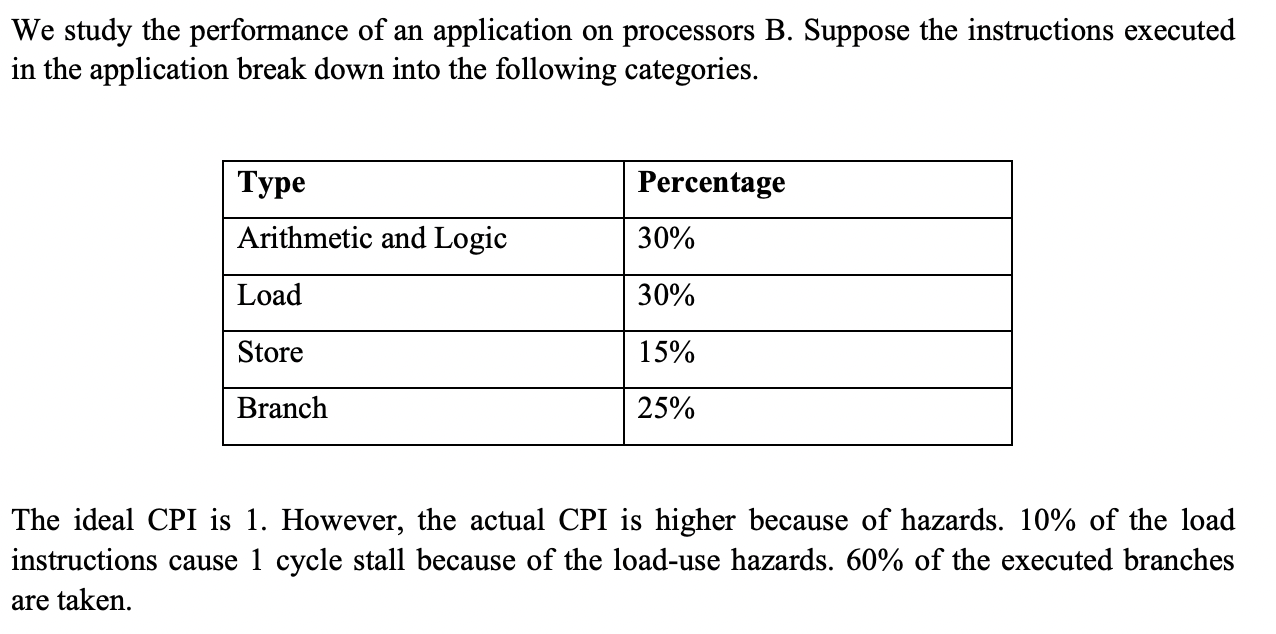 We study the performance of an application on processors B. Suppose the instructions executed
in the application break down into the following categories.
Type Percentage
Arithmetic and Logic 30%
Load 30%
Store 15%
Branch 25%
The ideal CPI is 1. However, the actual CPI is higher because of hazards. 10% of the load
instructions cause 1 cycle stall because of the load-use hazards. 60% of the executed branches
are taken.